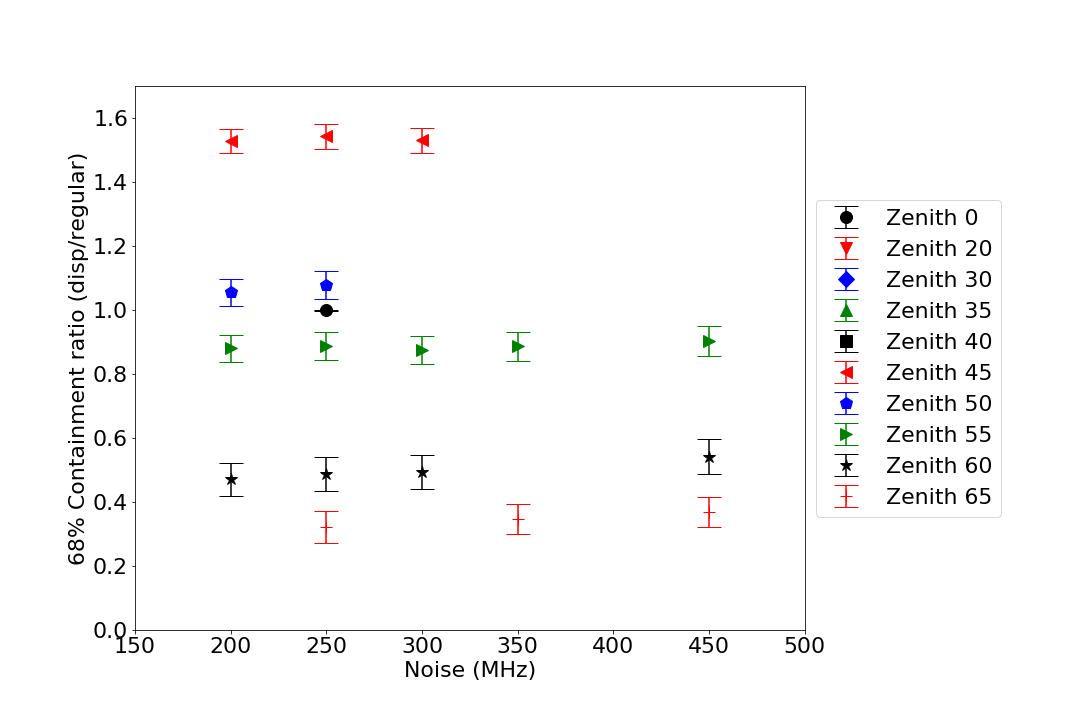 68% Containment ratio (disp/regular)
1.6
1.4
1.2
1.0
0.8
0.6
0.4
0.2
0.0
150 200 250 300 350 400 450 500
Noise (MHz)
Zenith 0
Zenith 20
Zenith 30
Zenith 35
Zenith 40
Zenith 45
Zenith 50
Zenith 55
Zenith 60
Zenith 65